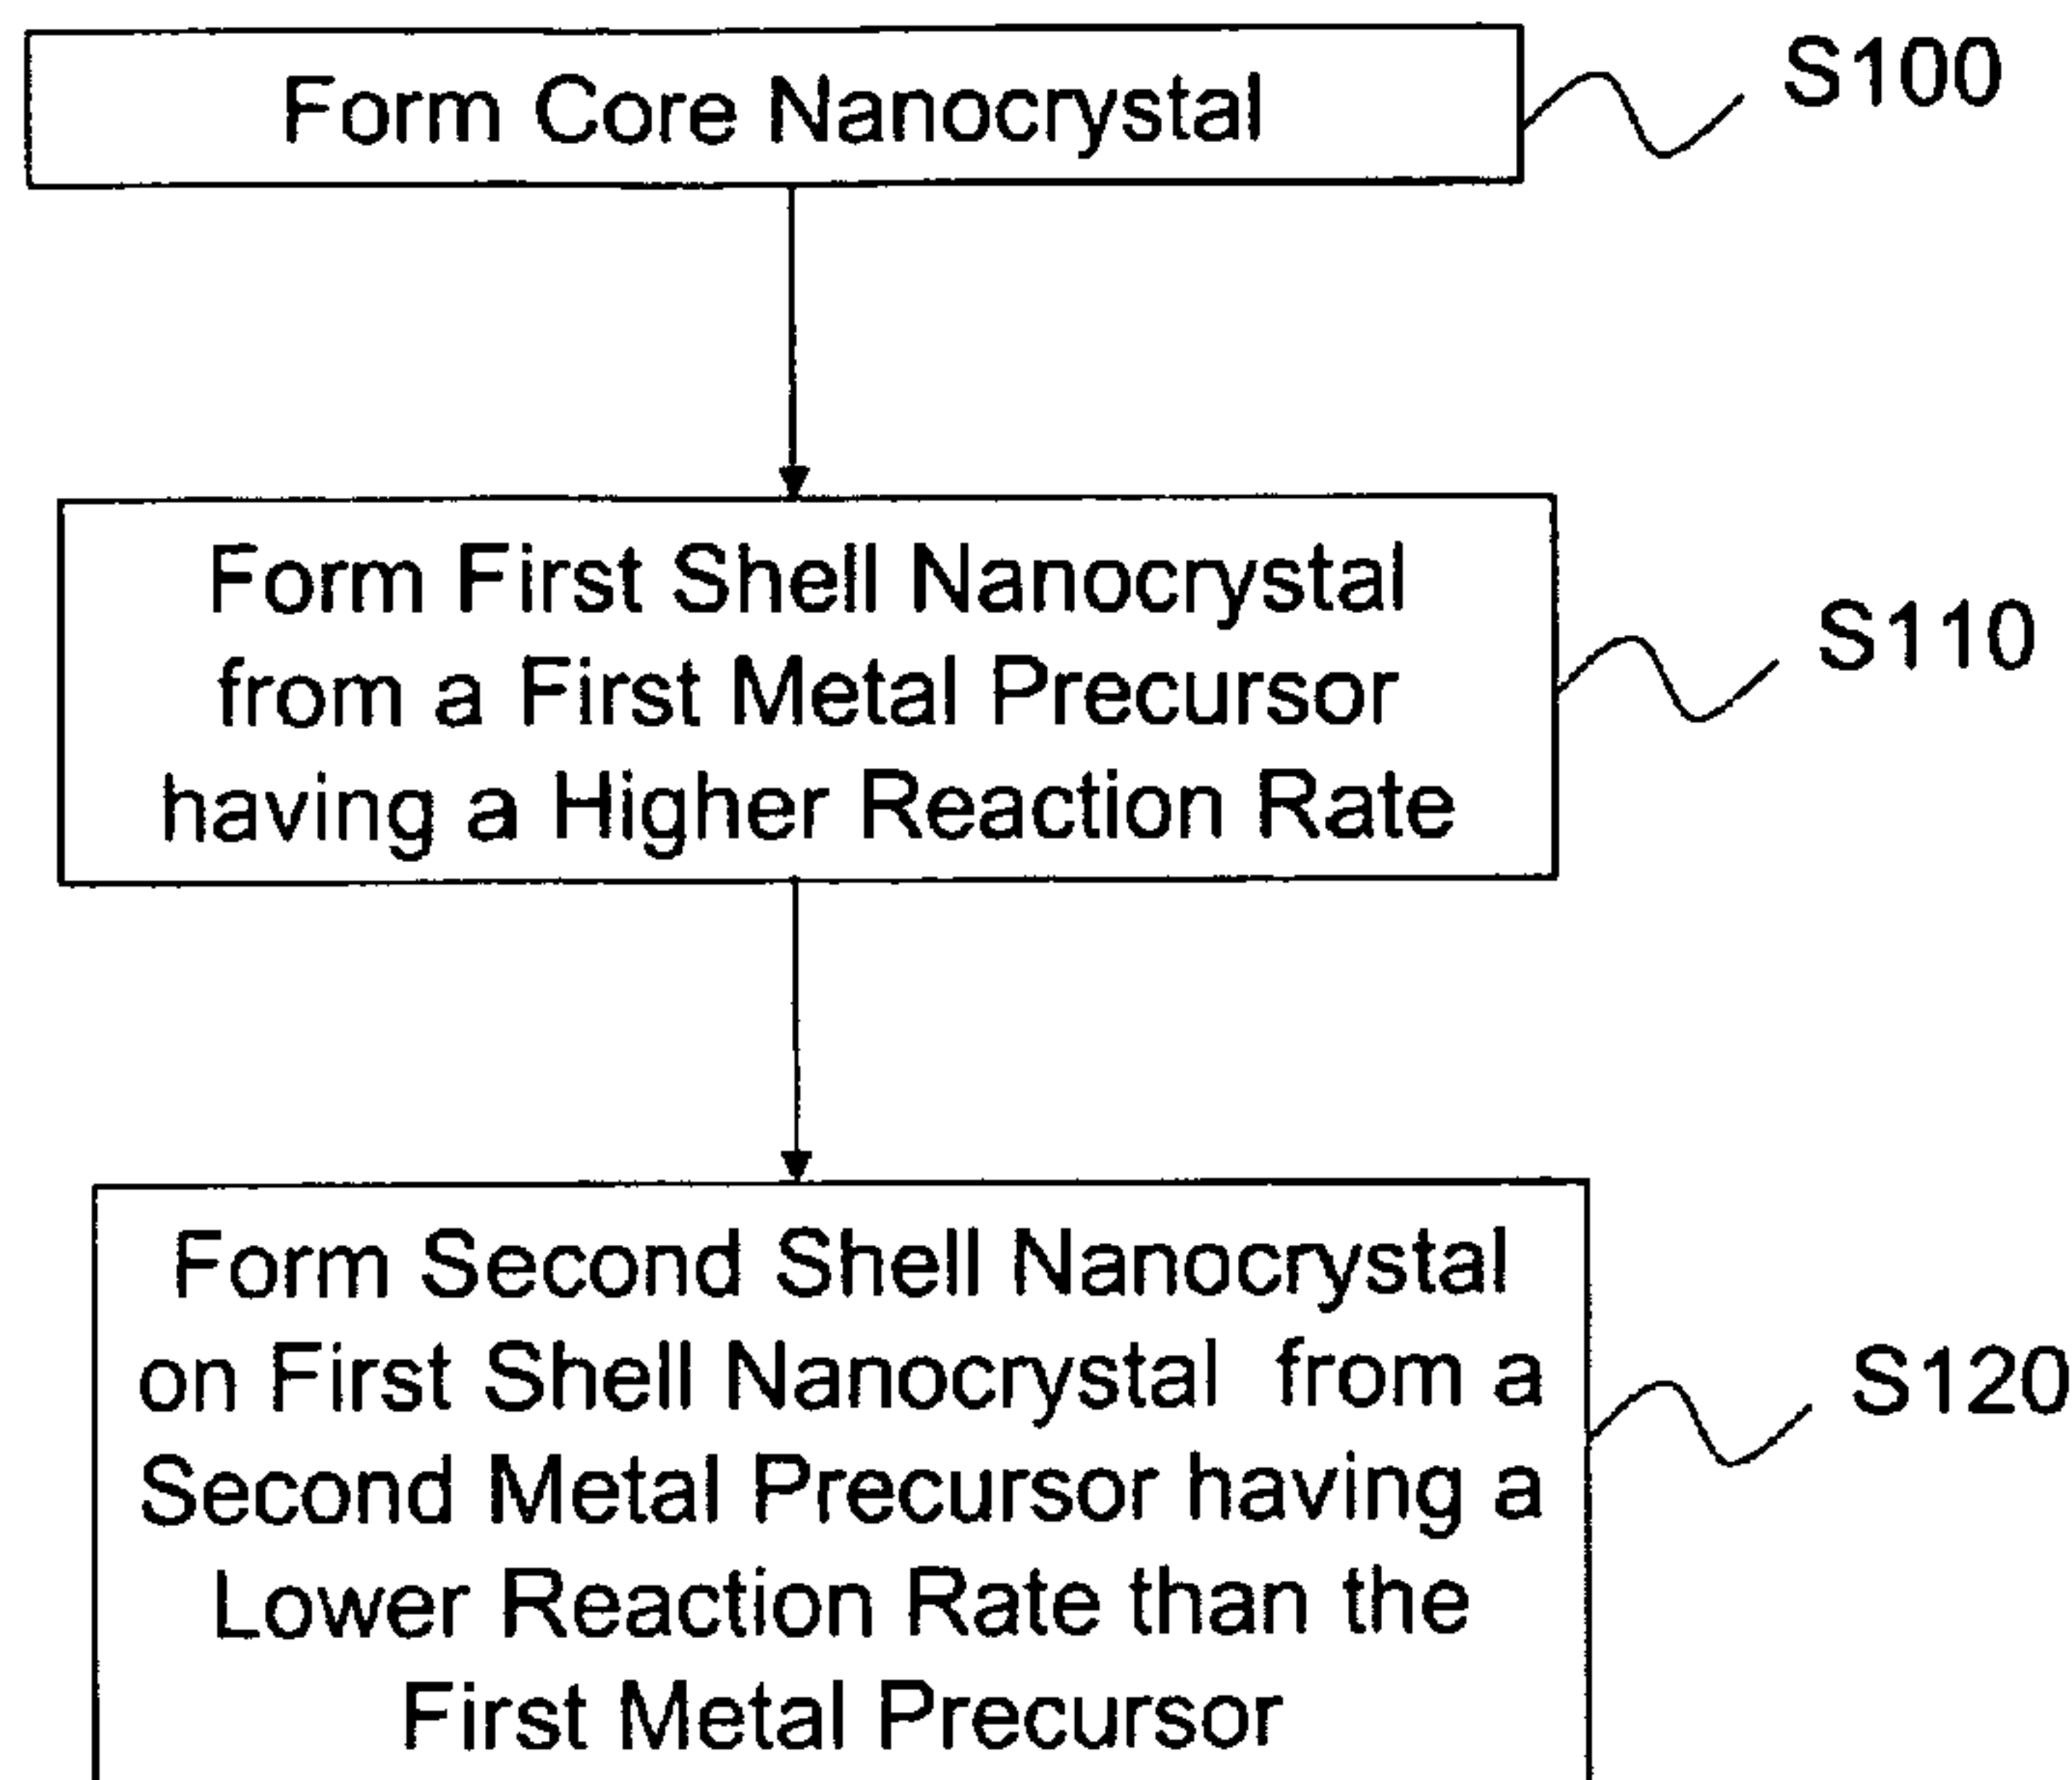 Form Core Nanocrystal
S100
Form First Shell Nanocrystal
from a First Metal Precursor
having a Higher Reaction Rate
S110
Form Second Shell Nanocrystal
on First Shell Nanocrystal from a
Second Metal Precursor having a
Lower Reaction Rate than the
First Metal Precursor
S120